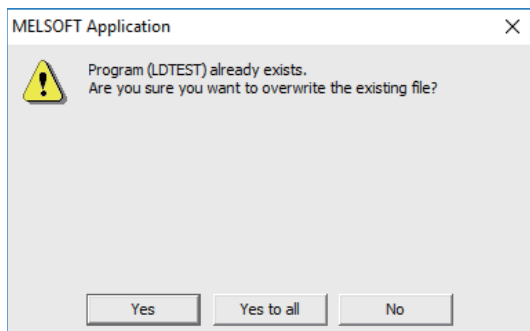 MELSOFT Application
Program (LDTEST) already exists.
Are you sure you want to overwrite the existing file?
Yes
Yes to all
No